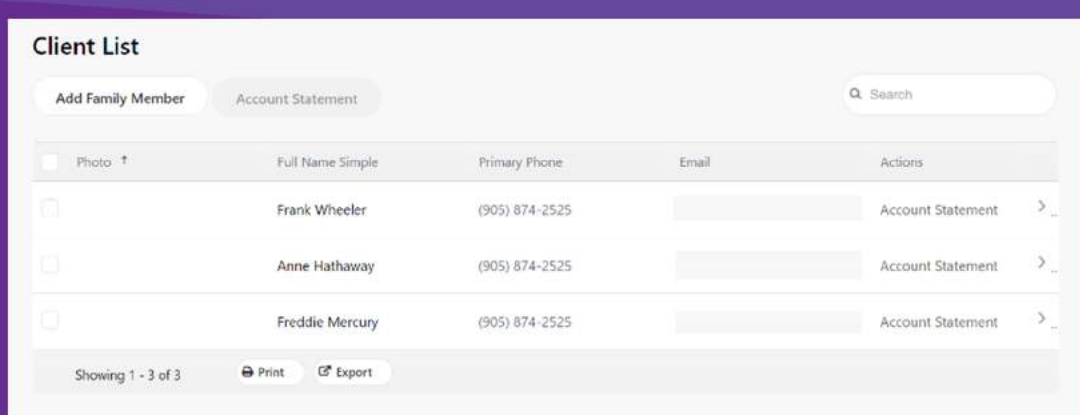 Client List
Add Family Member Account Statement Search
Photo ↑ Full Name Simple Primary Phone Email Actions
Frank Wheeler (905) 874-2525 Account Statement > ..
Anne Hathaway (905) 874-2525 Account Statement > ..
Freddie Mercury (905) 874-2525 Account Statement > ..
Showing 1 - 3 of 3 Print Export